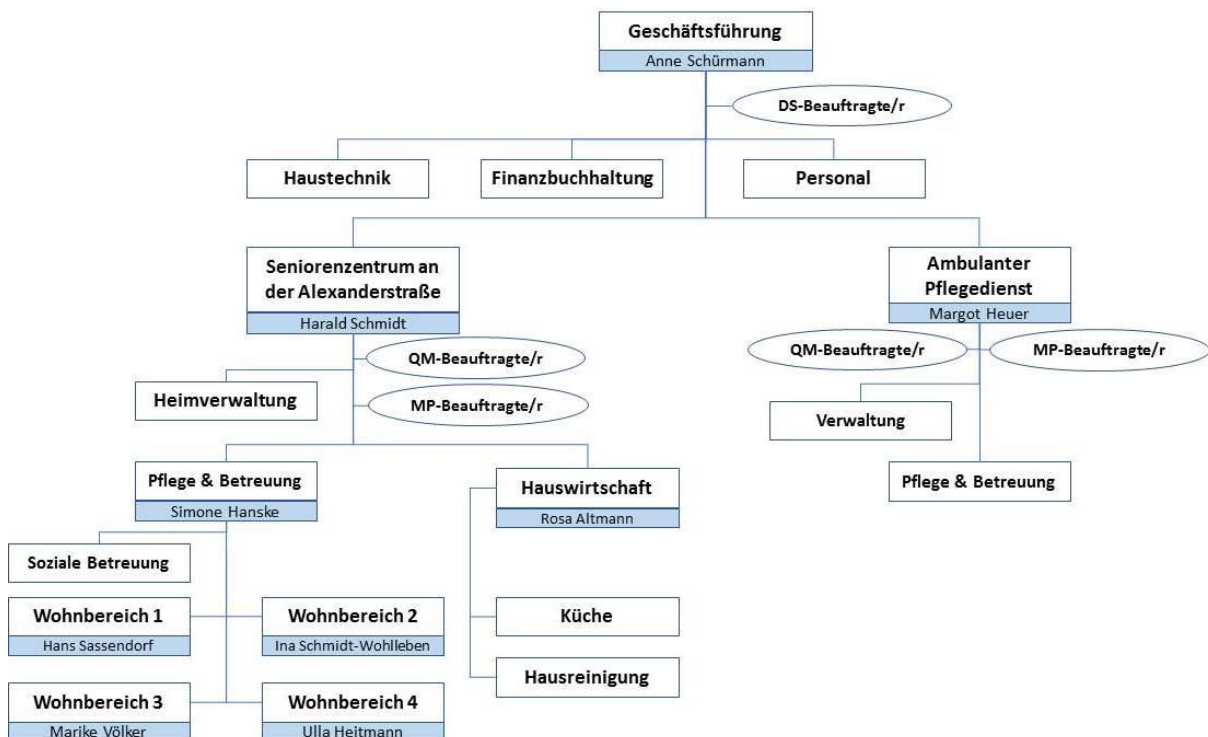 Geschäftsführung
Anne Schürmann
DS-Beauftragte/r
Haustechnik
Finanzbuchhaltung
Personal
Seniorenzentrum an
der Alexanderstraße
Harald Schmidt
Ambulanter
Pflegedienst
Margot Heuer
QM-Beauftragte/r
MP-Beauftragte/r
Heimverwaltung
QM-Beauftragte/r
MP-Beauftragte/r
Verwaltung
Pflege & Betreuung
Simone Hanske
Hauswirtschaft
Rosa Altmann
Pflege & Betreuung
Soziale Betreuung
Wohnbereich 1
Hans Sassendorf
Wohnbereich 2
Ina Schmidt-Wohlleben
Küche
Hausreinigung
Wohnbereich 3
Marike Völker
Wohnbereich 4
Ulla Heitmann